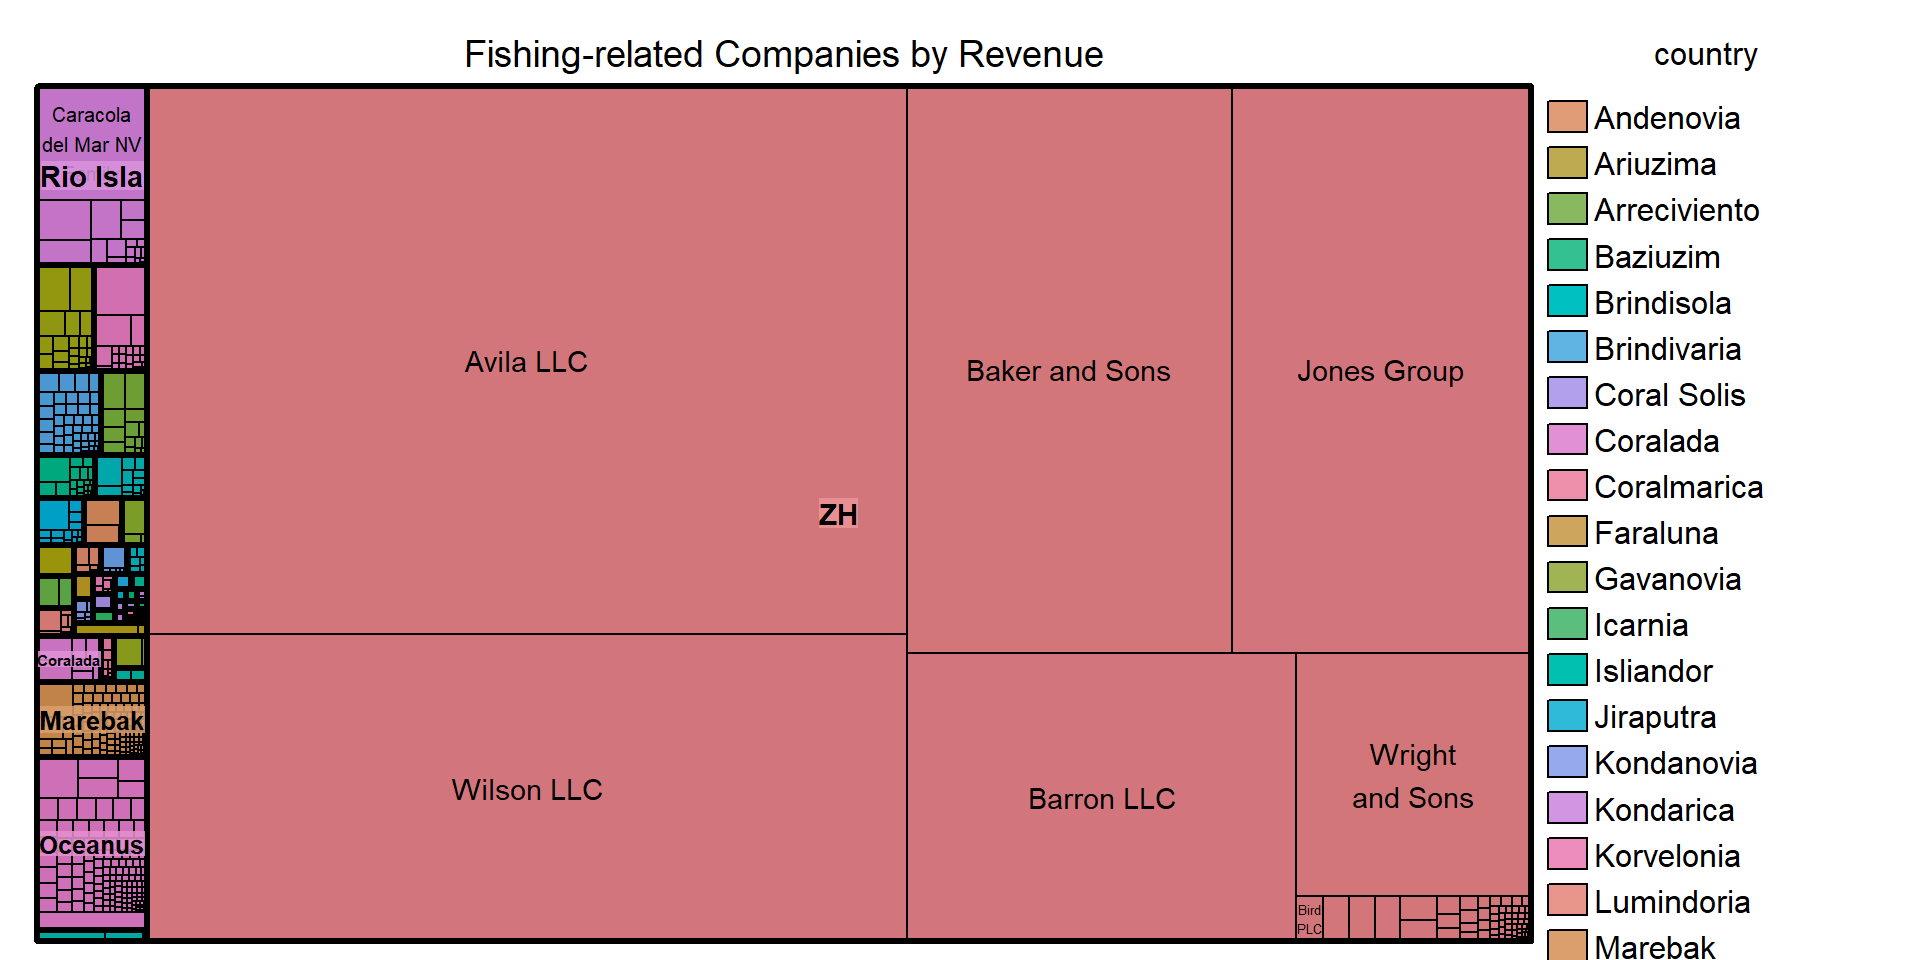 Fishing-related Companies by Revenue
country
Caracola
del Mar NV
Rio Isla
Avila LLC
Baker and Sons
Jones Group
ZH
Coralada
Marebak
Oceanus
Wilson LLC
Barron LLC
Wright
and Sons
Bird
PLC
Andenovia
Ariuzima
Arreciviento
Baziuzim
Brindisola
Brindivaria
Coral Solis
Coralada
Coralmarica
Faraluna
Gavanovia
Icarnia
Isliandor
Jiraputra
Kondanovia
Kondarica
Korvelonia
Lumindoria
Marebak